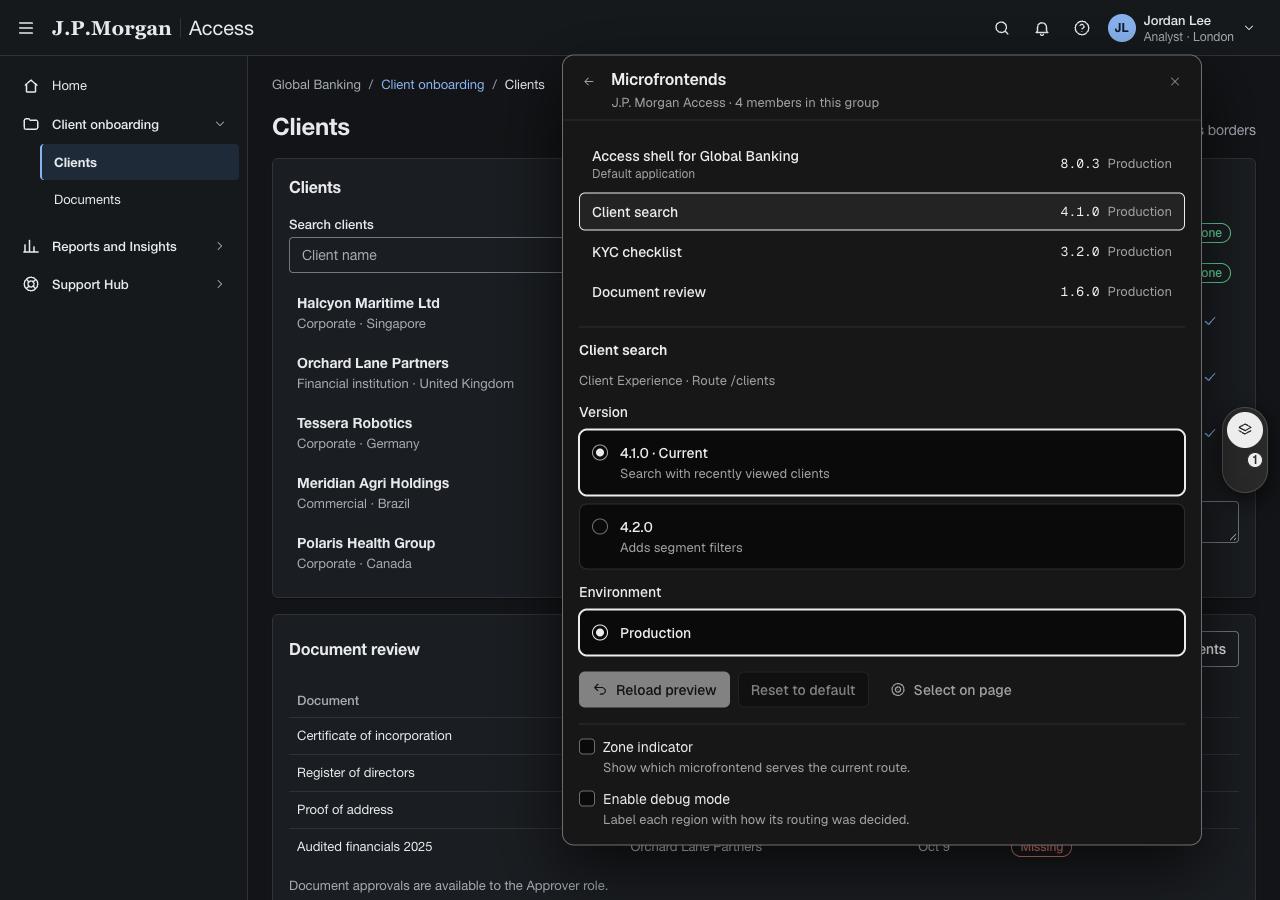 J.P.Morgan Access
JL
Jordan Lee
Analyst · London
Home
Client onboarding
Clients
Documents
Reports and Insights
Support Hub
Global Banking / Client onboarding / Clients
Clients
borders
Clients
Search clients
Client name
Halcyon Maritime Ltd
Corporate · Singapore
Orchard Lane Partners
Financial institution · United Kingdom
Tessera Robotics
Corporate · Germany
Meridian Agri Holdings
Commercial · Brazil
Polaris Health Group
Corporate · Canada
Document review
Document
Certificate of incorporation
Register of directors
Proof of address
Audited financials 2025 Orchard Lane Partners Oct 9 Missing
Document approvals are available to the Approver role.
Microfrontends
J.P. Morgan Access · 4 members in this group
Access shell for Global Banking 8.0.3 Production
Default application
Client search 4.1.0 Production
KYC checklist 3.2.0 Production
Document review 1.6.0 Production
Client search
Client Experience · Route /clients
Version
4.1.0 · Current
Search with recently viewed clients
4.2.0
Adds segment filters
Environment
Production
Reload preview Reset to default Select on page
Zone indicator
Show which microfrontend serves the current route.
Enable debug mode
Label each region with how its routing was decided.
1